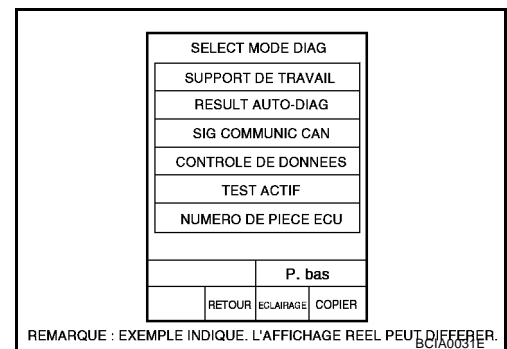 SELECT MODE DIAG
SUPPORT DE TRAVAIL
RESULT AUTO-DIAG
SIG COMMUNIC CAN
CONTROLE DE DONNEES
TEST ACTIF
NUMERO DE PIECE ECU
P. bas
RETOUR ECLAIRAGE COPIER
REMARQUE : EXEMPLE INDIQUE. L'AFFICHAGE REEL PEUT DIFFERER.
BCIA0031E